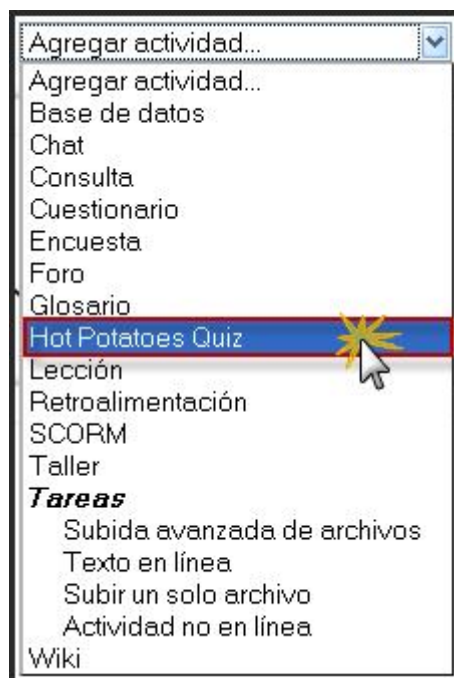 Agregar actividad...
Agregar actividad...
Base de datos
Chat
Consulta
Cuestionario
Encuesta
Foro
Glosario
Hot Potatoes Quiz
Lección
Retroalimentación
SCORM
Taller
Tareas
Subida avanzada de archivos
Texto en línea
Subir un solo archivo
Actividad no en línea
Wiki